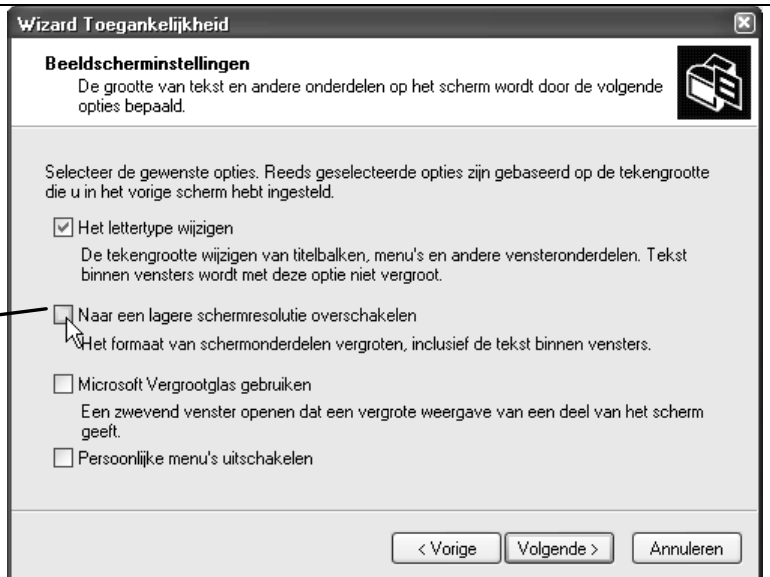 Wizard Toegankelijkheid
Beeldscherminstellingen
De grootte van tekst en andere onderdelen op het scherm wordt door de volgende
opties bepaald.
Selecteer de gewenste opties. Reeds geselecteerde opties zijn gebaseerd op de tekengrootte
die u in het vorige scherm hebt ingesteld.
Het lettertype wijzigen
De tekengrootte wijzigen van titelbalken, menu's en andere vensteronderdelen. Tekst
binnen vensters wordt met deze optie niet vergroot.
Naar een lagere schermresolutie overschakelen
Het formaat van schermonderdelen vergroten, inclusief de tekst binnen vensters.
Microsoft Vergrootglas gebruiken
Een zwevend venster openen dat een vergrote weergave van een deel van het scherm
geeft.
Persoonlijke menu's uitschakelen
< Vorige Volgende > Annuleren